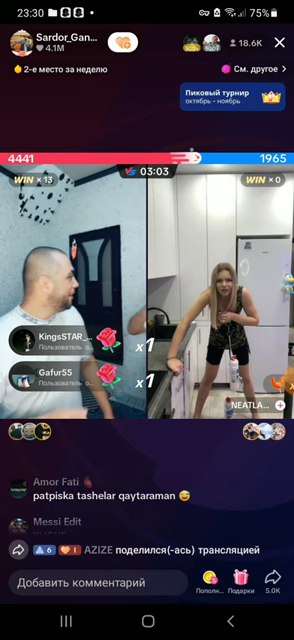 23:30
75%
Sardor_Gan...
4.1M
18.6K
2-е место за неделю
См. другое >
Пиковый турнир
октябрь - ноябрь
4441
1965
WIN × 13
VS 03:03
WIN × 0
KingsSTAR_...
Пользователь о...
x1
Gafur55
Пользователь о...
x1
NEATLA...
Amor Fati
patpiska tashelar qaytaraman 😅
Messi Edit
6
1
AZIZE поделился(-ась) трансляцией
Добавить комментарий
Пополн...
Подарки
5.0K